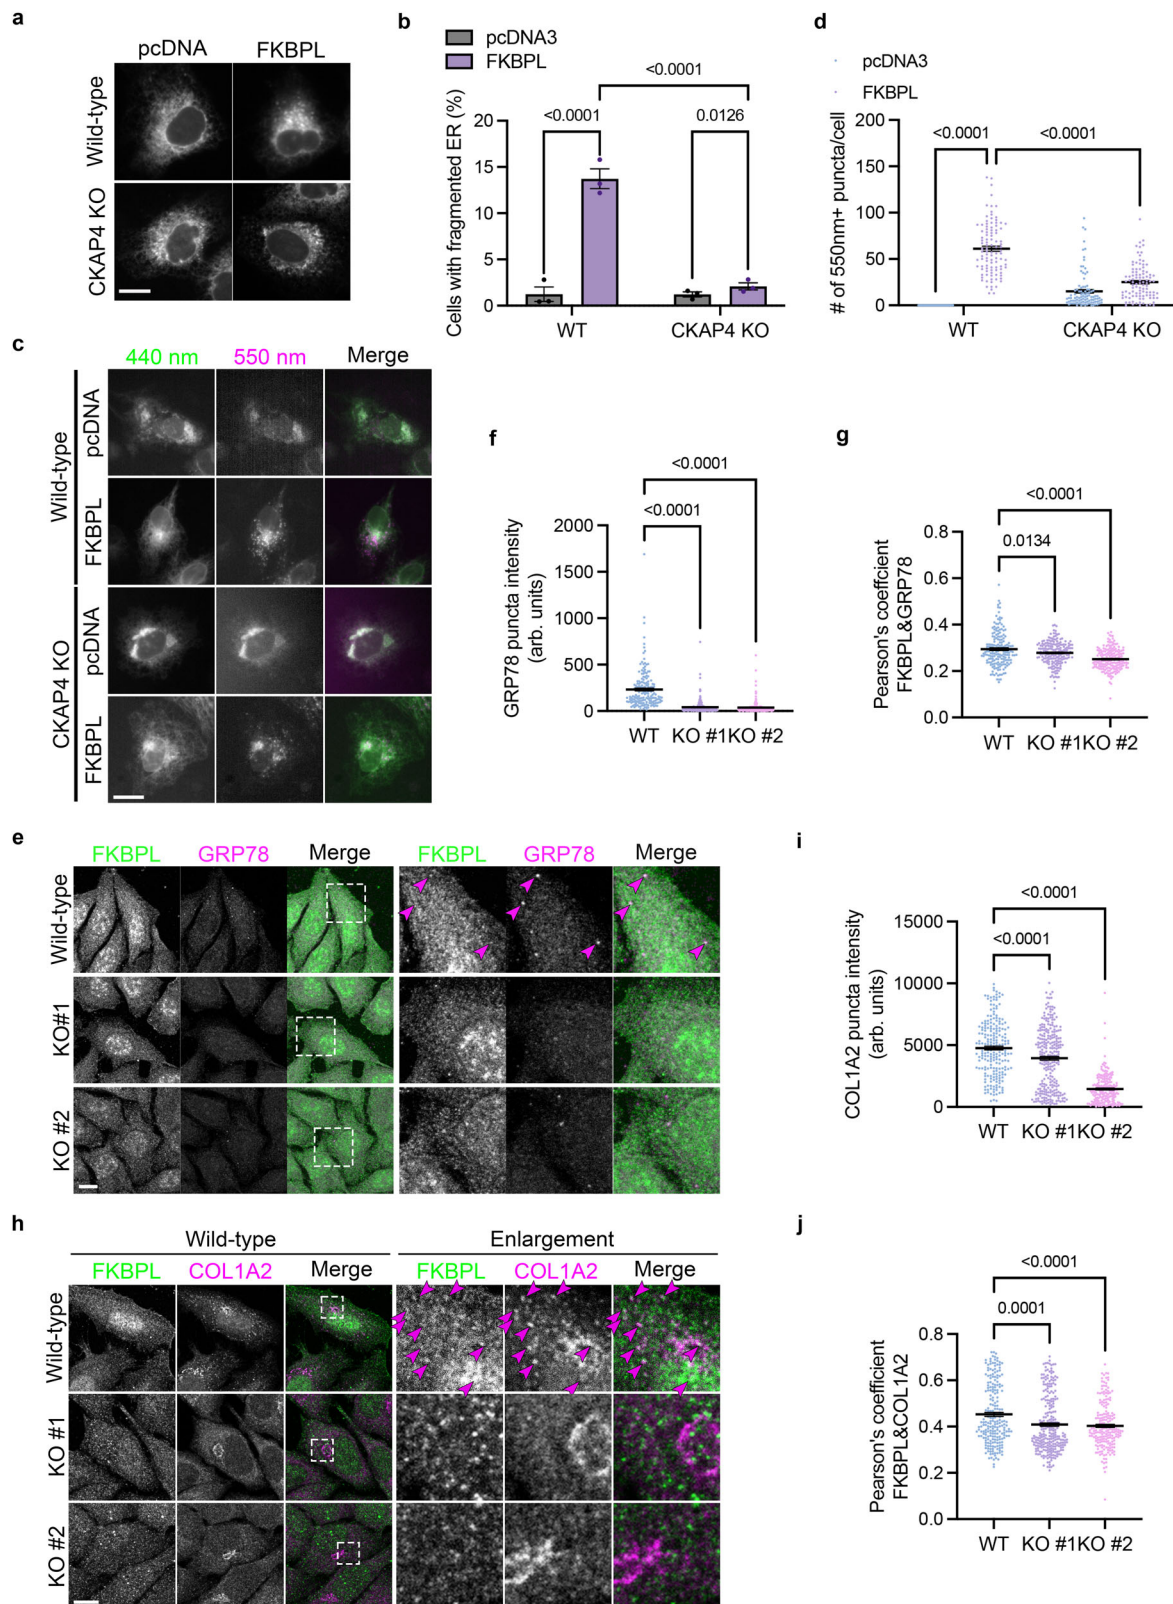 a
pcDNA
FKBPL
Wild-type
CKAP4 KO
b
pcDNA3
FKBPL
<0.0001
<0.0001
0.0126
Cells with fragmented ER (%)
20
15
10
5
0
WT
CKAP4 KO
d
pcDNA3
FKBPL
<0.0001
<0.0001
# of 550nm+ puncta/cell
200
150
100
50
0
WT
CKAP4 KO
c
440 nm
550 nm
Merge
Wild-type
pcDNA
FKBPL
CKAP4 KO
pcDNA
FKBPL
f
<0.0001
<0.0001
GRP78 puncta intensity
(arb. units)
2000
1500
1000
500
0
WT
KO #1
KO #2
g
<0.0001
0.0134
Pearson's coeffcient
FKBPL&GRP78
0.8
0.6
0.4
0.2
0.0
WT
KO #1
KO #2
e
FKBPL
GRP78
Merge
FKBPL
GRP78
Merge
Wild-type
KO#1
KO #2
i
<0.0001
<0.0001
COL1A2 puncta intensity
(arb. units)
15000
10000
5000
0
WT
KO #1
KO #2
h
Wild-type
Enlargement
FKBPL
COL1A2
Merge
FKBPL
COL1A2
Merge
Wild-type
KO #1
KO #2
j
<0.0001
0.0001
Pearson's coefficient
FKBPL&COL1A2
0.8
0.6
0.4
0.2
0.0
WT
KO #1
KO #2